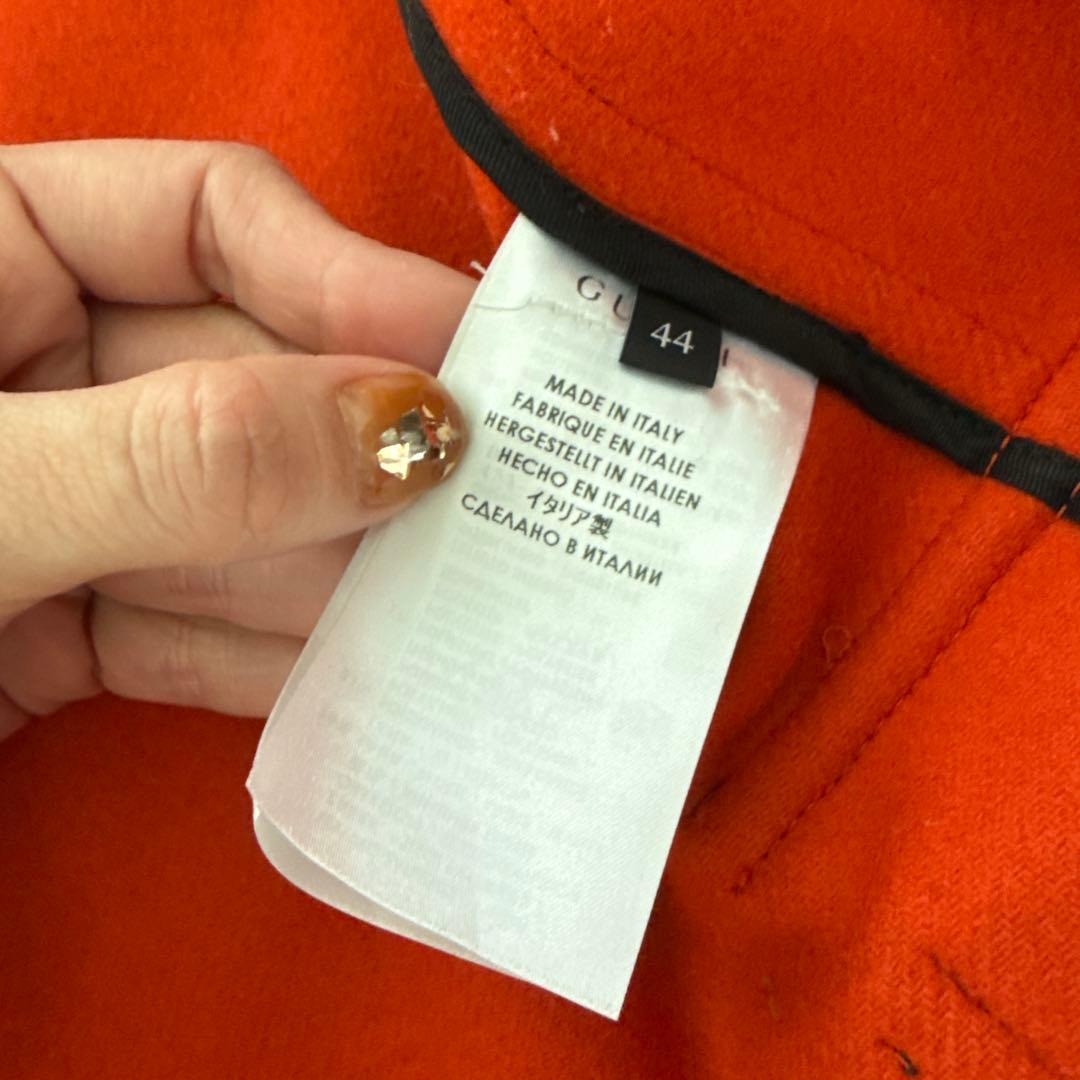 GU
44
MADE IN ITALY
FABRIQUE EN ITALIE
HERGESTELLT IN ITALIEN
HECHO EN ITALIA
イタリア製
СДЕЛАНО В ИТАЛИИ